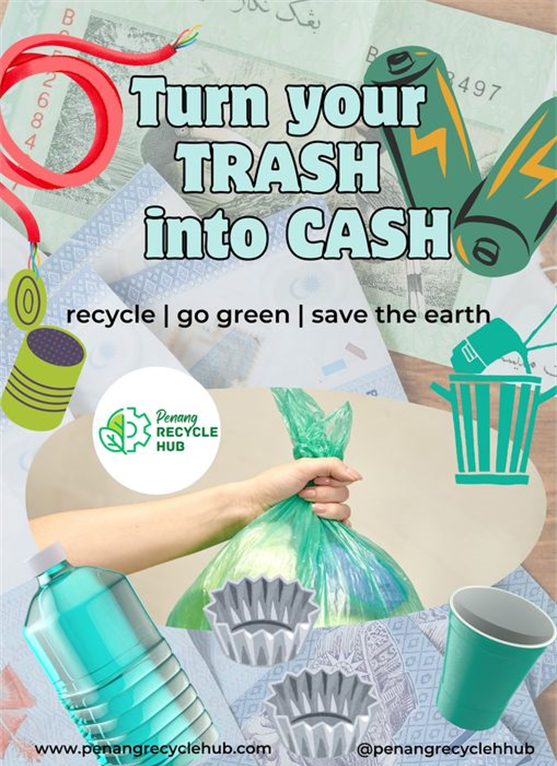 Turn your
TRASH
into CASH
recycle | go green | save the earth
Penang
RECYCLE
HUB
www.penangrecyclehub.com
@penangrecyclehhub